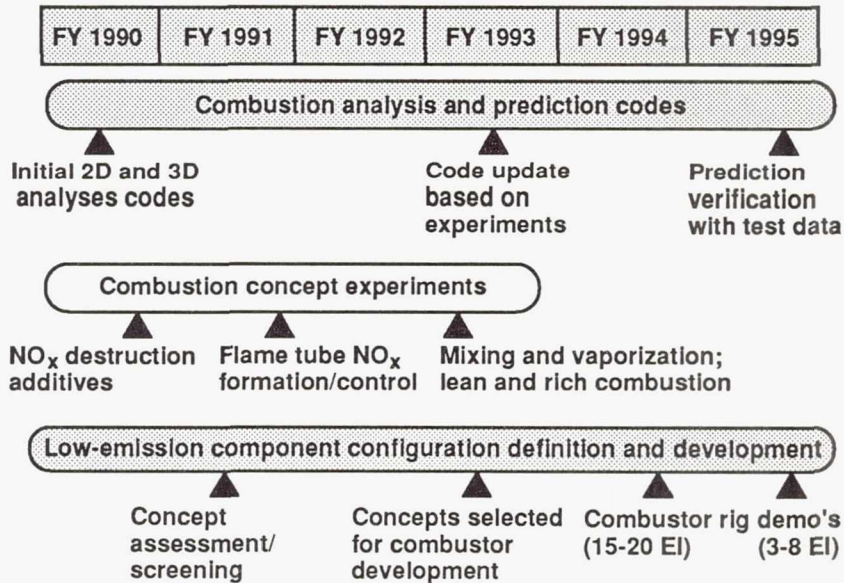 FY 1990 FY 1991 FY 1992 FY 1993 FY 1994 FY 1995
Combustion analysis and prediction codes
Initial 2D and 3D
analyses codes
Code update
based on
experiments
Prediction
verification
with test data
Combustion concept experiments
NOx destruction
additives
Flame tube NOx
formation/control
Mixing and vaporization;
lean and rich combustion
Low-emission component configuration definition and development
Concept
assessment/
screening
Concepts selected
for combustor
development
Combustor rig demo's
(15-20 EI) (3-8 EI)